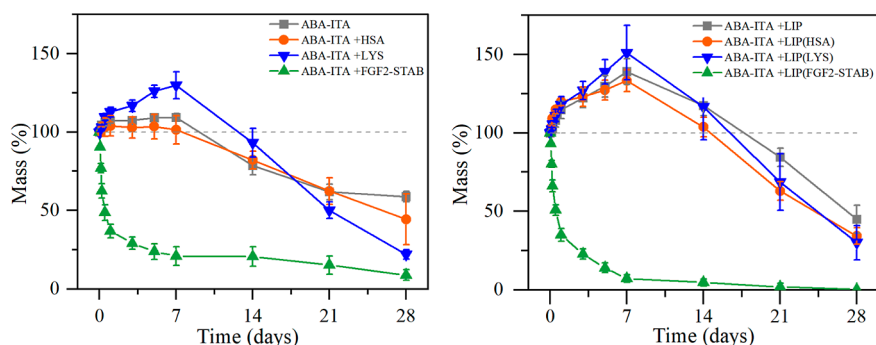 ABA-ITA
ABA-ITA +HSA
ABA-ITA +LYS
ABA-ITA +FGF2-STAB
150
100
50
0
Mass (%)
0 7 14 21 28
Time (days)
ABA-ITA +LIP
ABA-ITA +LIP(HSA)
ABA-ITA +LIP(LYS)
ABA-ITA +LIP(FGF2-STAB)
150
100
50
0
Mass (%)
0 7 14 21 28
Time (days)